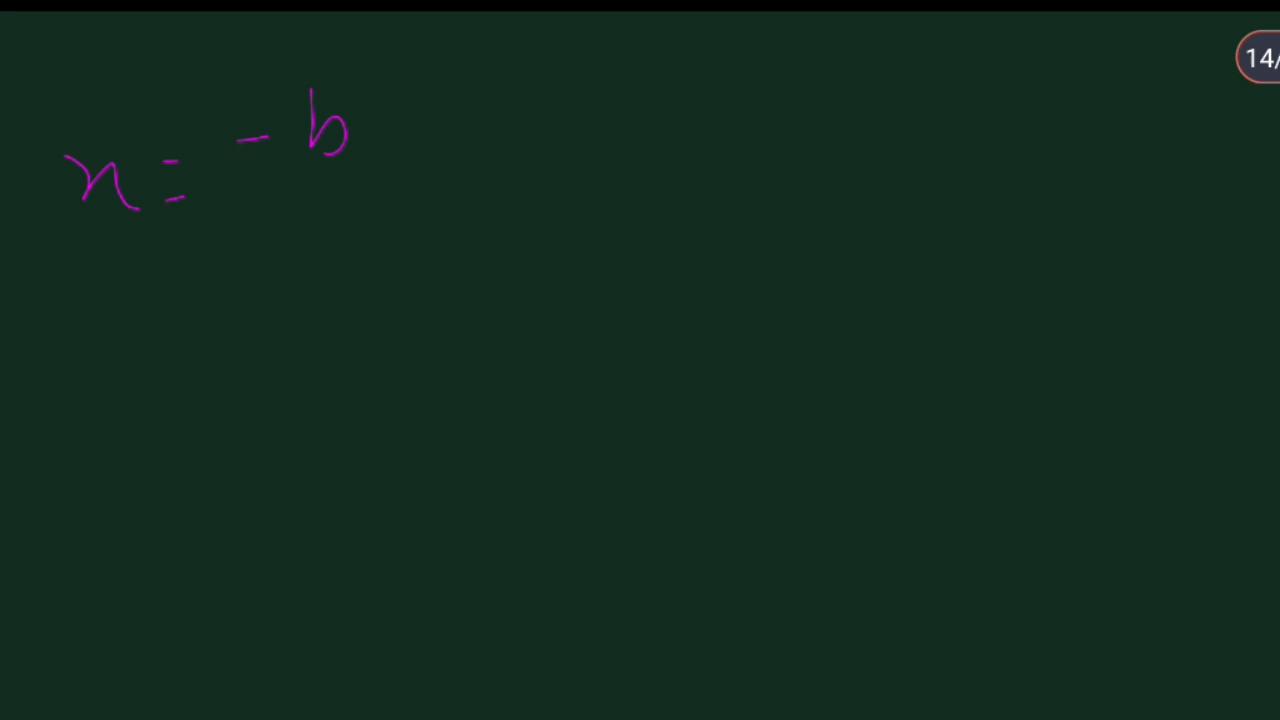 x = - b
14/